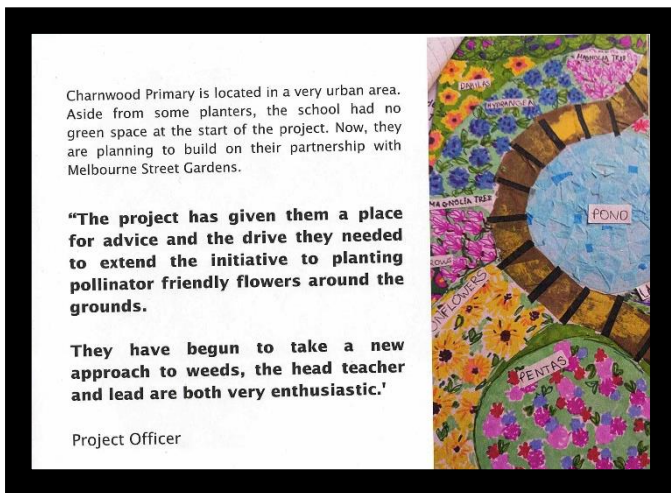 Charnwood Primary is located in a very urban area.
Aside from some planters, the school had no
green space at the start of the project. Now, they
are planning to build on their partnership with
Melbourne Street Gardens.
“The project has given them a place
for advice and the drive they needed
to extend the initiative to planting
pollinator friendly flowers around the
grounds.
They have begun to take a new
approach to weeds, the head teacher
and lead are both very enthusiastic.'
Project Officer
MAGNOLIA TREE
DAHLIAS
HYDRANGEA
MAGNOLIA TREE
POND
PENTAS